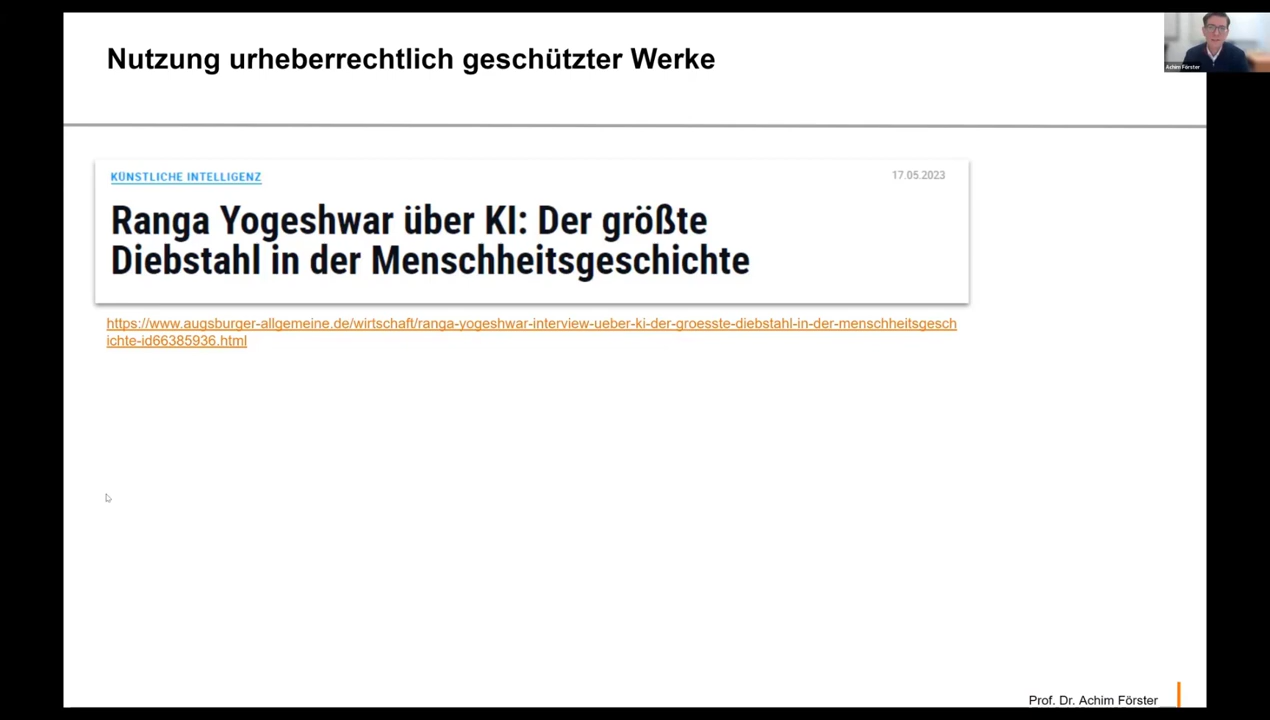 Nutzung urheberrechtlich geschützter Werke
Achim Förster
KÜNSTLICHE INTELLIGENZ
17.05.2023
Ranga Yogeshwar über KI: Der größte
Diebstahl in der Menschheitsgeschichte
https://www.augsburger-allgemeine.de/wirtschaft/ranga-yogeshwar-interview-ueber-ki-der-groesste-diebstahl-in-der-menschheitsgesch
ichte-id66385936.html
Prof. Dr. Achim Förster